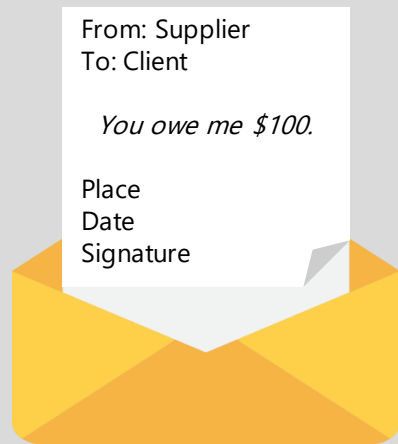 From: Supplier
To: Client
You owe me $100.
Place
Date
Signature